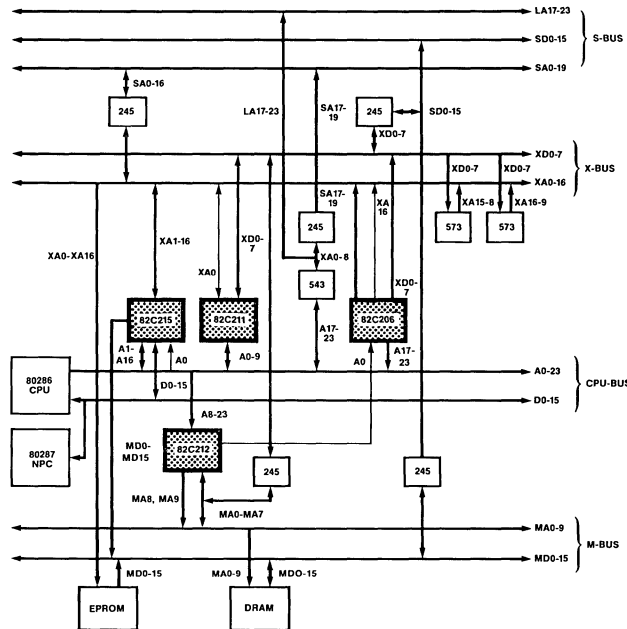 LA17-23
SD0-15
S-BUS
SA0-19
SA0-16
245
LA17-23
SA17-
19
245
SD0-15
XD0-7
XD0-7
X-BUS
XA0-16
XD0-7
XD0-7
XA15-8
XA16-9
573
573
SA17-
19
XA
16
245
XA0-8
543
XA0-XA16
XA1-16
XA0
XD0-
7
XD0-
7
82C215
82C211
82C206
A1-
A16
A0
D0-15
A0-9
A17-
23
A0
A17-
23
80286
CPU
A0-23
CPU-BUS
D0-15
A8-23
80287
NPC
MD0-
MD15
82C212
245
245
MA8, MA9
MA0-MA7
MA0-9
M-BUS
MD0-15
MD0-15
MA0-9
MDO-15
EPROM
DRAM